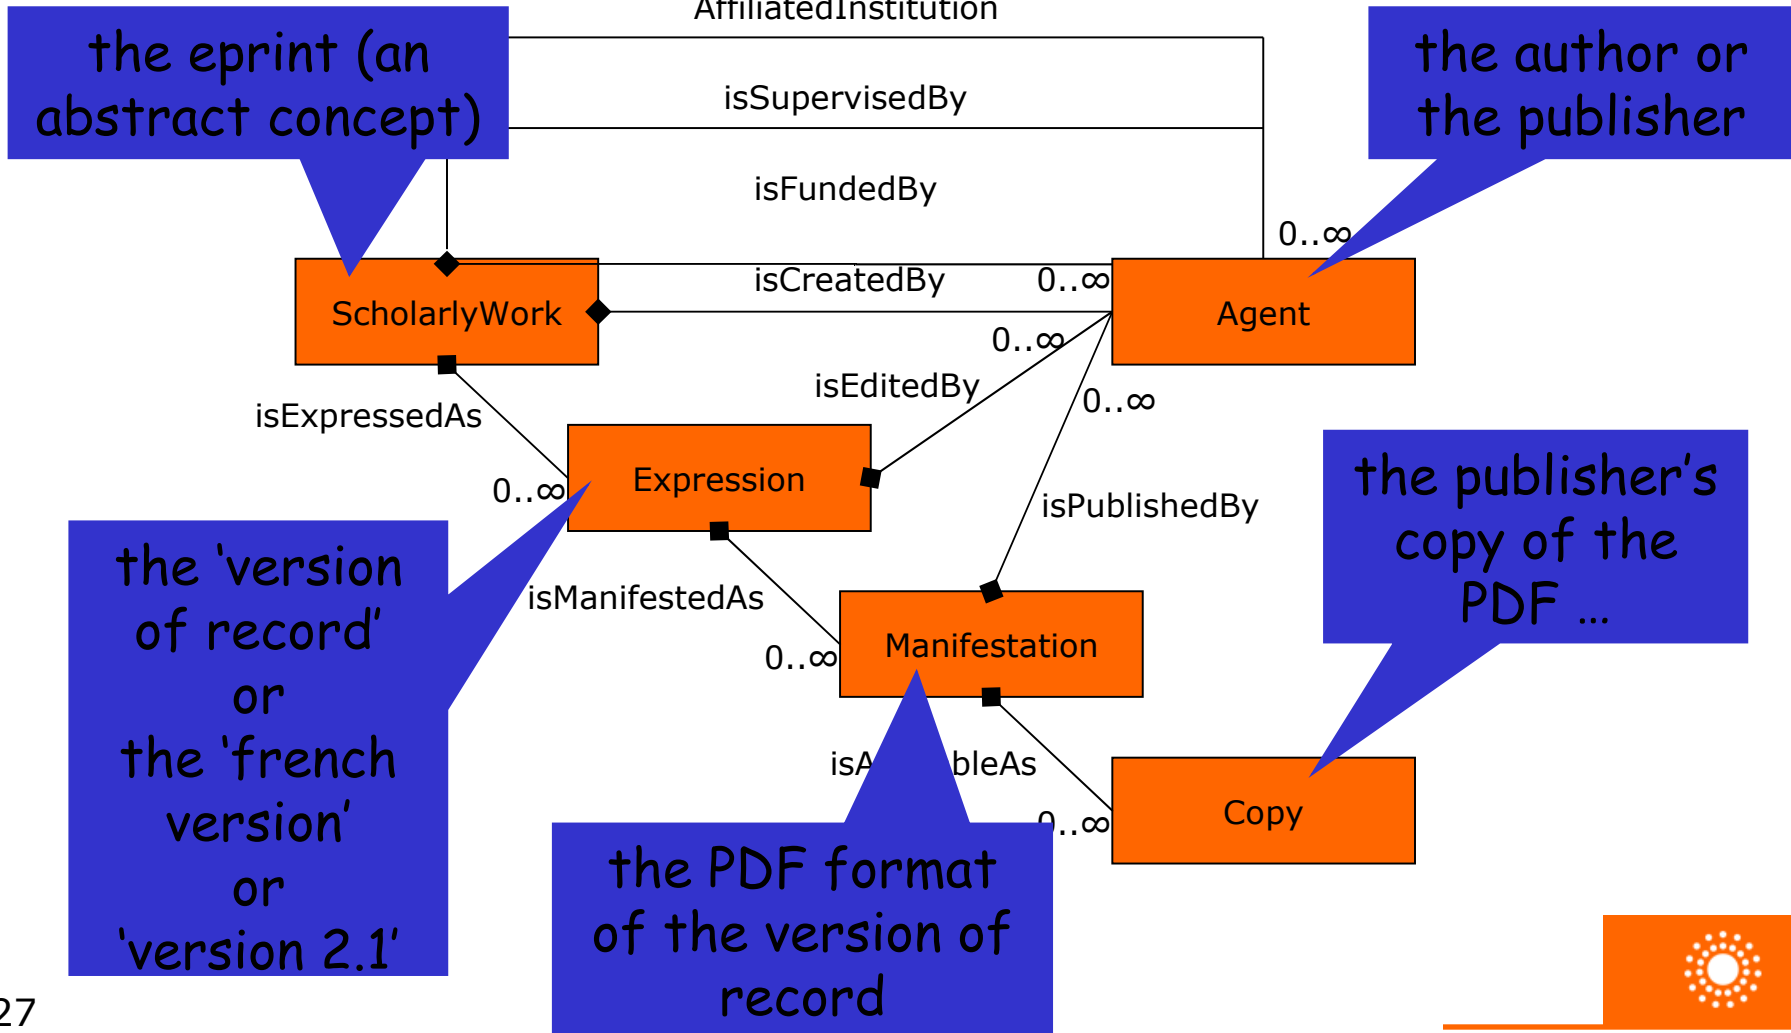 AffiliatedInstitution
the eprint (an
abstract concept)
the author or
the publisher
isSupervisedBy
isFundedBy
0..∞
isCreatedBy
0..∞
ScholarlyWork
Agent
0..∞
isEditedBy
0..∞
isExpressedAs
Expression
0..∞
isPublishedBy
the publisher’s
copy of the
PDF …
the ‘version
of record’
or
the ‘french
version’
or
‘version 2.1’
isManifestedAs
0..∞
Manifestation
0..∞
Copy
the PDF format
of the version of
record
27